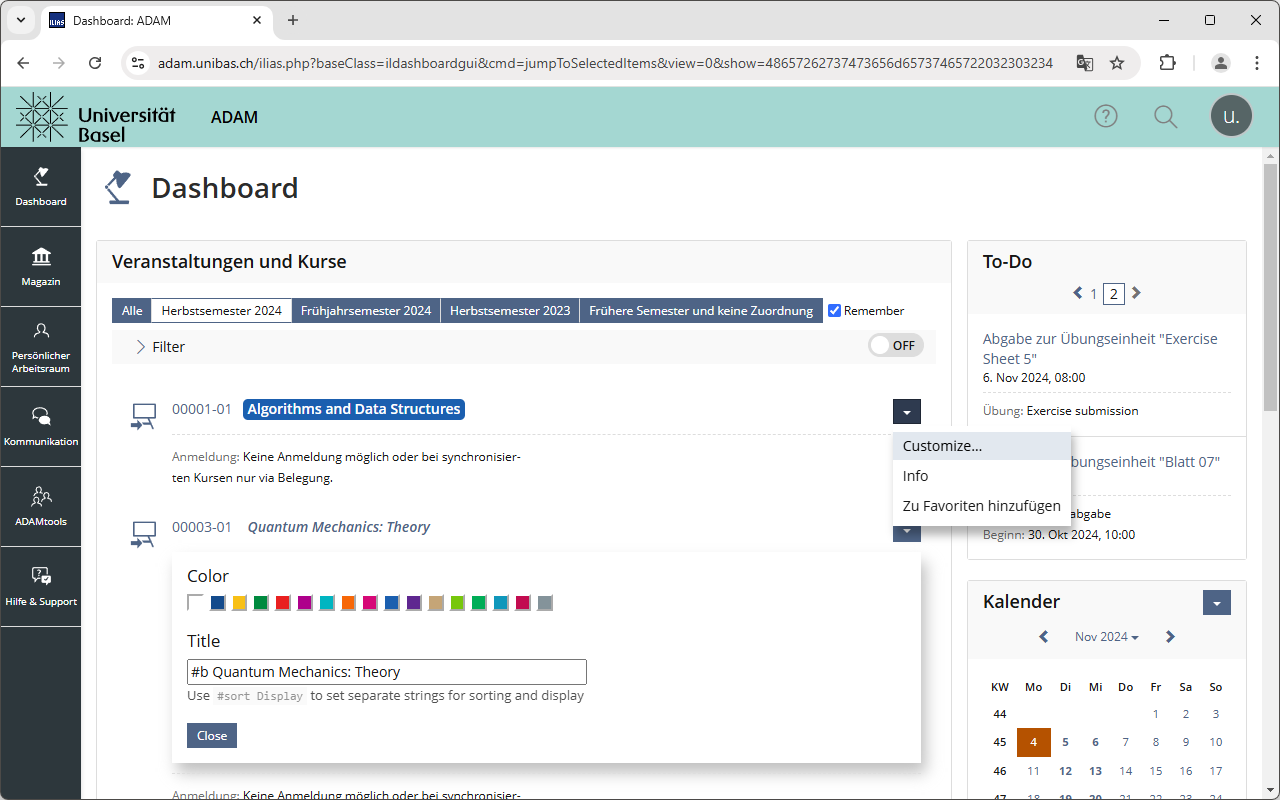 Dashboard: ADAM
adam.unibas.ch/ilias.php?baseClass=ildashboardgui&cmd=jumpToSelectedItems&view=0&show=48657262737473656d65737465722032303234
Universität
Basel
ADAM
u.
Dashboard
Magazin
Persönlicher
Arbeitsraum
Kommunikation
ADAMtools
Hilfe & Support
Dashboard
Veranstaltungen und Kurse
Alle
Herbstsemester 2024
Frühjahrsemester 2024
Herbstsemester 2023
Frühere Semester und keine Zuordnung
Remember
Filter
OFF
00001-01 Algorithms and Data Structures
Anmeldung: Keine Anmeldung möglich oder bei synchronisier-
ten Kursen nur via Belegung.
Customize...
Info
Zu Favoriten hinzufügen
00003-01 Quantum Mechanics: Theory
Color
Title
#b Quantum Mechanics: Theory
Use #sort Display to set separate strings for sorting and display
Close
Anmeldung: Keine Anmeldung möglich oder bei synchronisier-
To-Do
1 2
Abgabe zur Übungseinheit "Exercise
Sheet 5"
6. Nov 2024, 08:00
Übung: Exercise submission
bungseinheit "Blatt 07"
abgabe
Beginn: 30. Okt 2024, 10:00
Kalender
Nov 2024
KW Mo Di Mi Do Fr Sa So
44 1 2 3
45 4 5 6 7 8 9 10
46 11 12 13 14 15 16 17
47 18 19 20 21 22 23 24